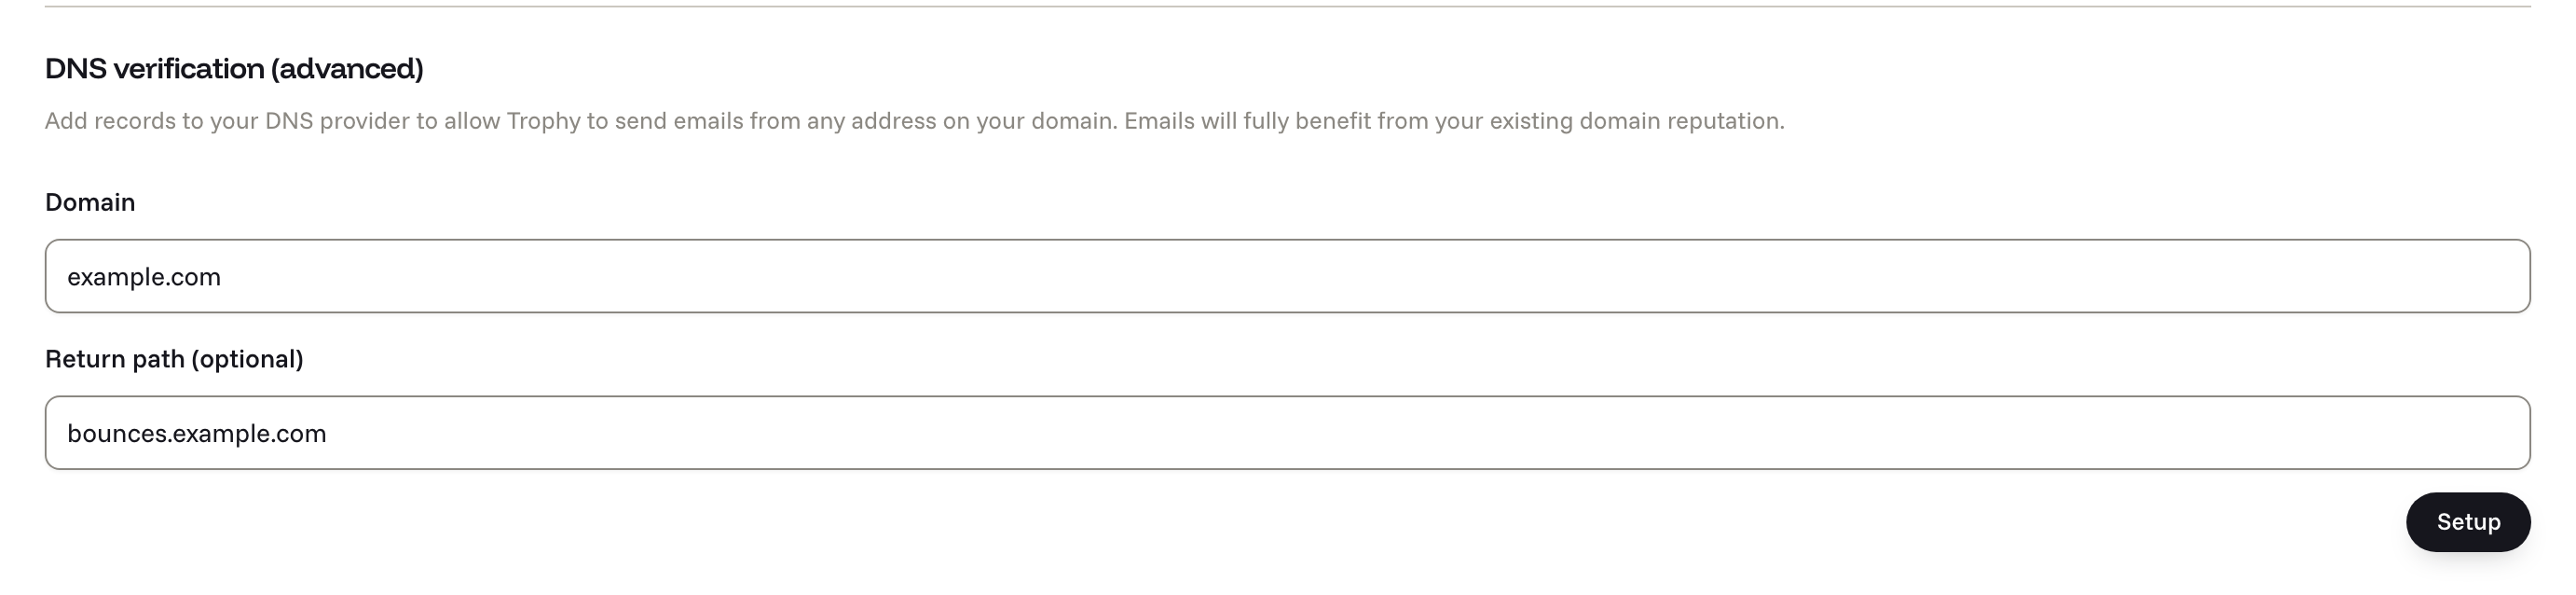 DNS verification (advanced)
Add records to your DNS provider to allow Trophy to send emails from any address on your domain. Emails will fully benefit from your existing domain reputation.
Domain
example.com
Return path (optional)
bounces.example.com
Setup